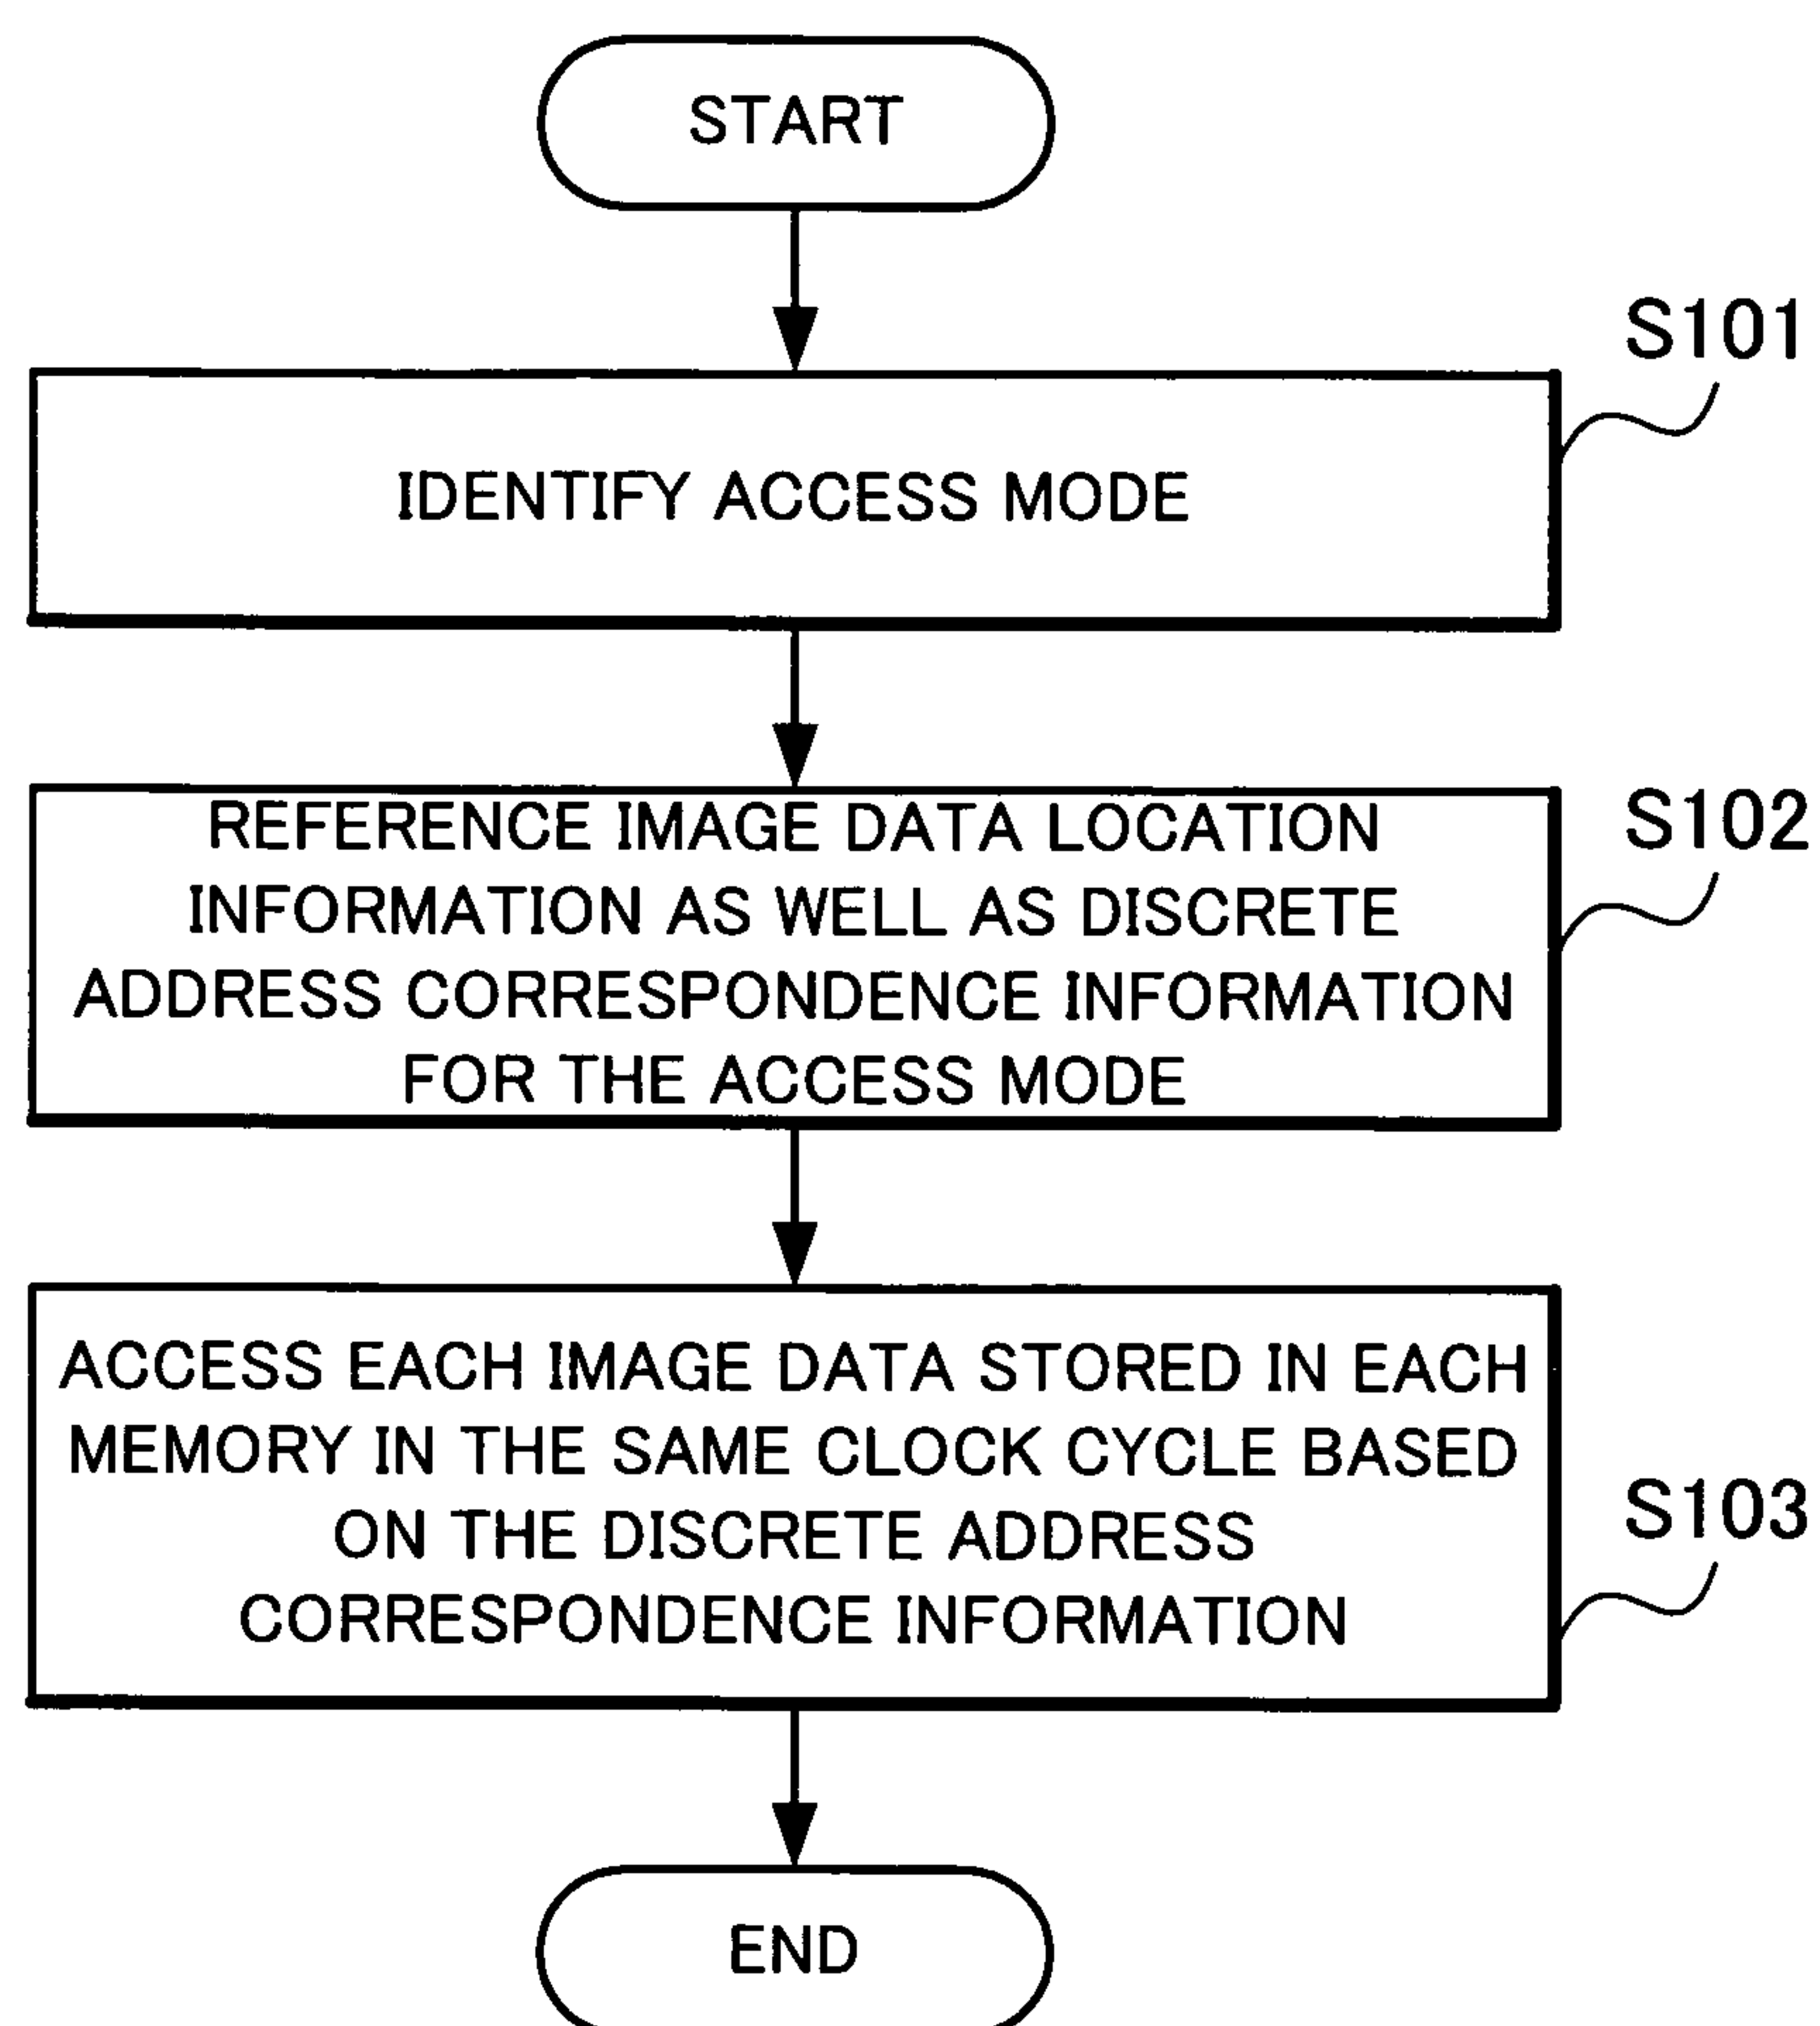 START
S101
IDENTIFY ACCESS MODE
S102
REFERENCE IMAGE DATA LOCATION
INFORMATION AS WELL AS DISCRETE
ADDRESS CORRESPONDENCE INFORMATION
FOR THE ACCESS MODE
ACCESS EACH IMAGE DATA STORED IN EACH
MEMORY IN THE SAME CLOCK CYCLE BASED
S103
ON THE DISCRETE ADDRESS
CORRESPONDENCE INFORMATION
END